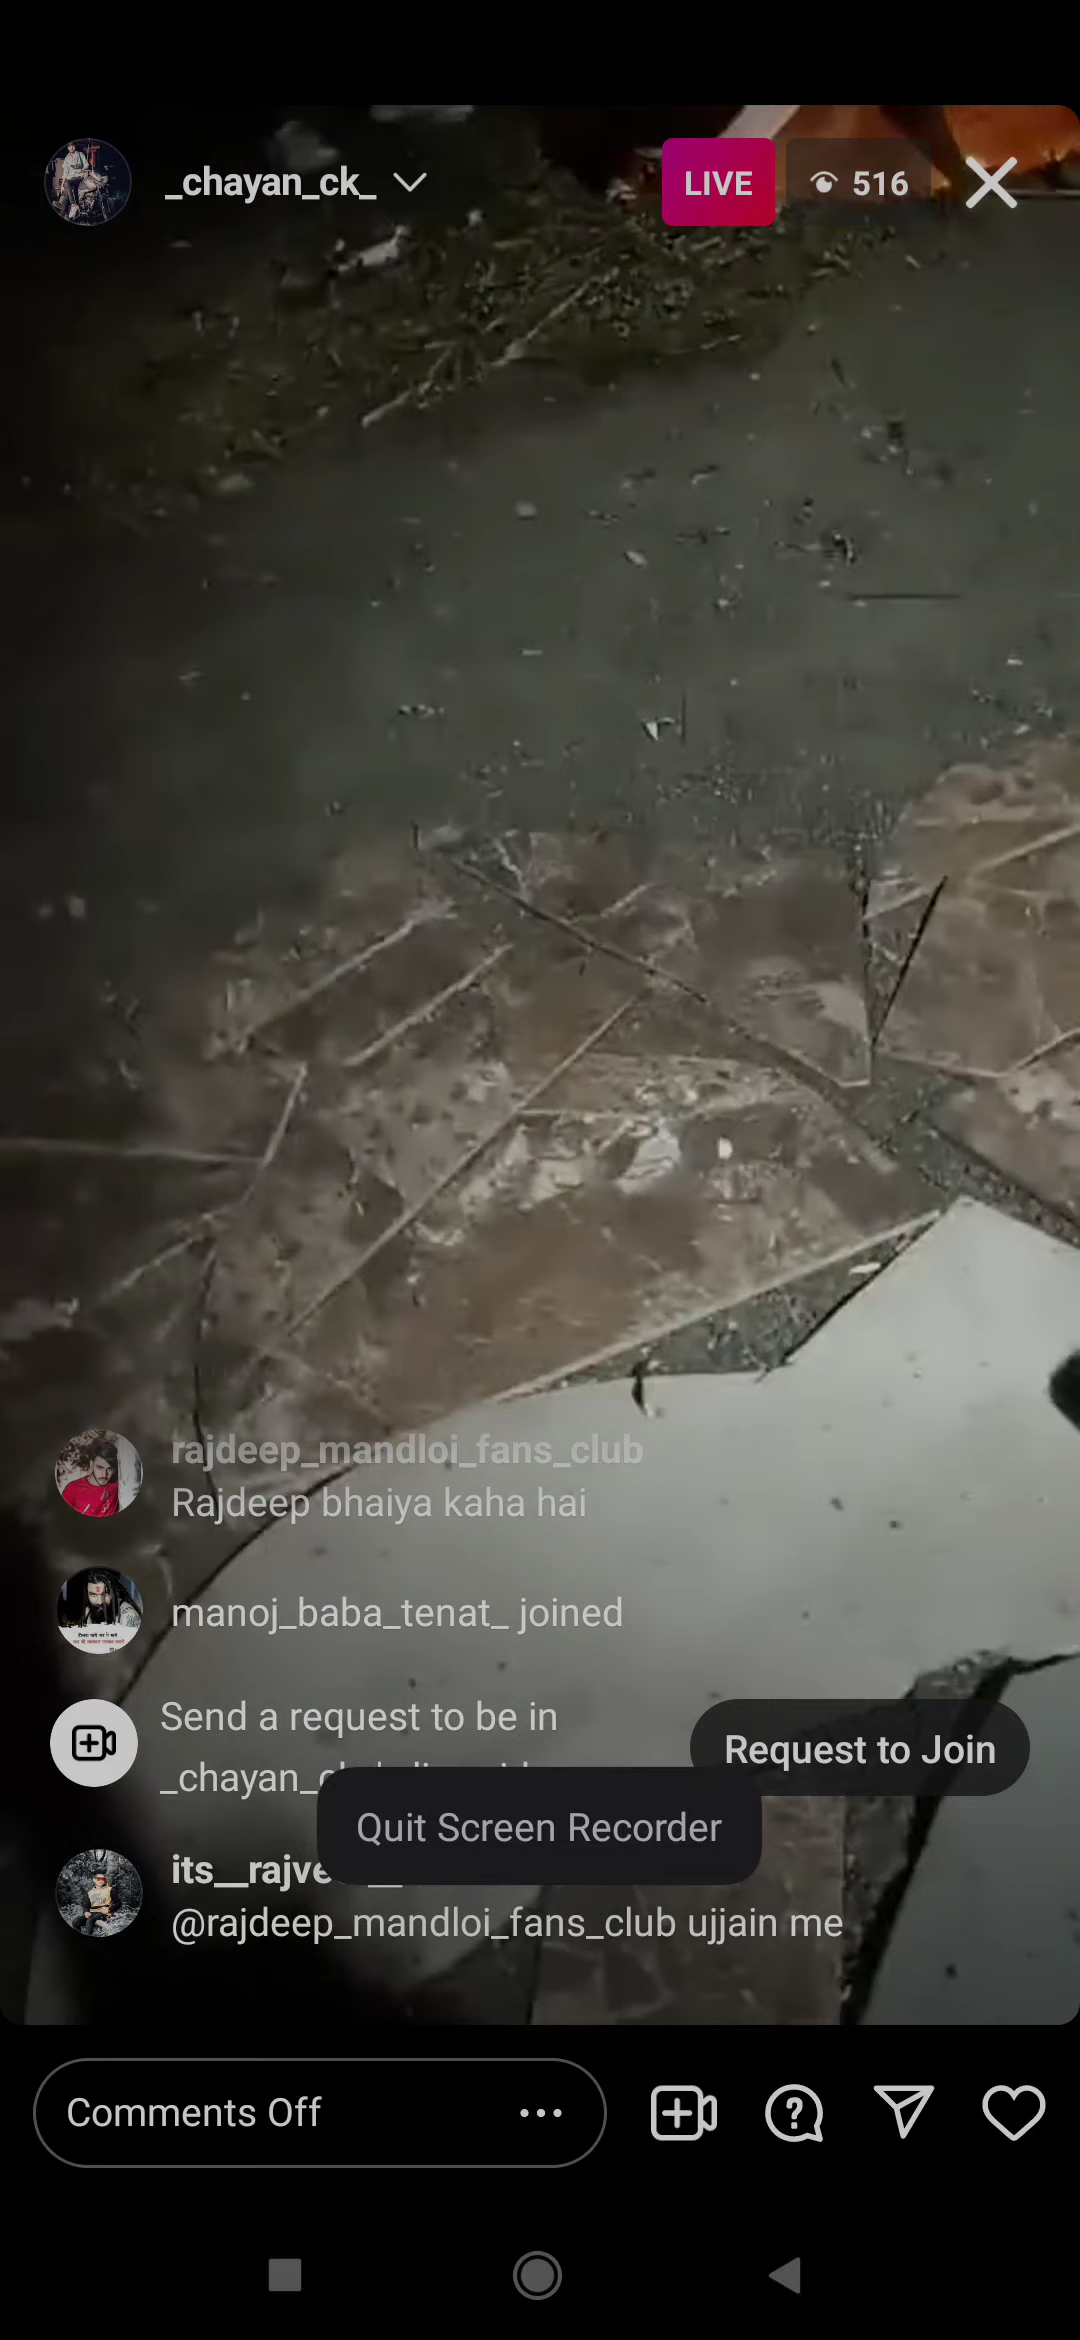 _chayan_ck_
LIVE
516
rajdeep_mandloi_fans_club
Rajdeep bhaiya kaha hai
manoj_baba_tenat_ joined
Send a request to be in
Request to Join
Quit Screen Recorder
@rajdeep_mandloi_fans_club ujjain me
Comments Off